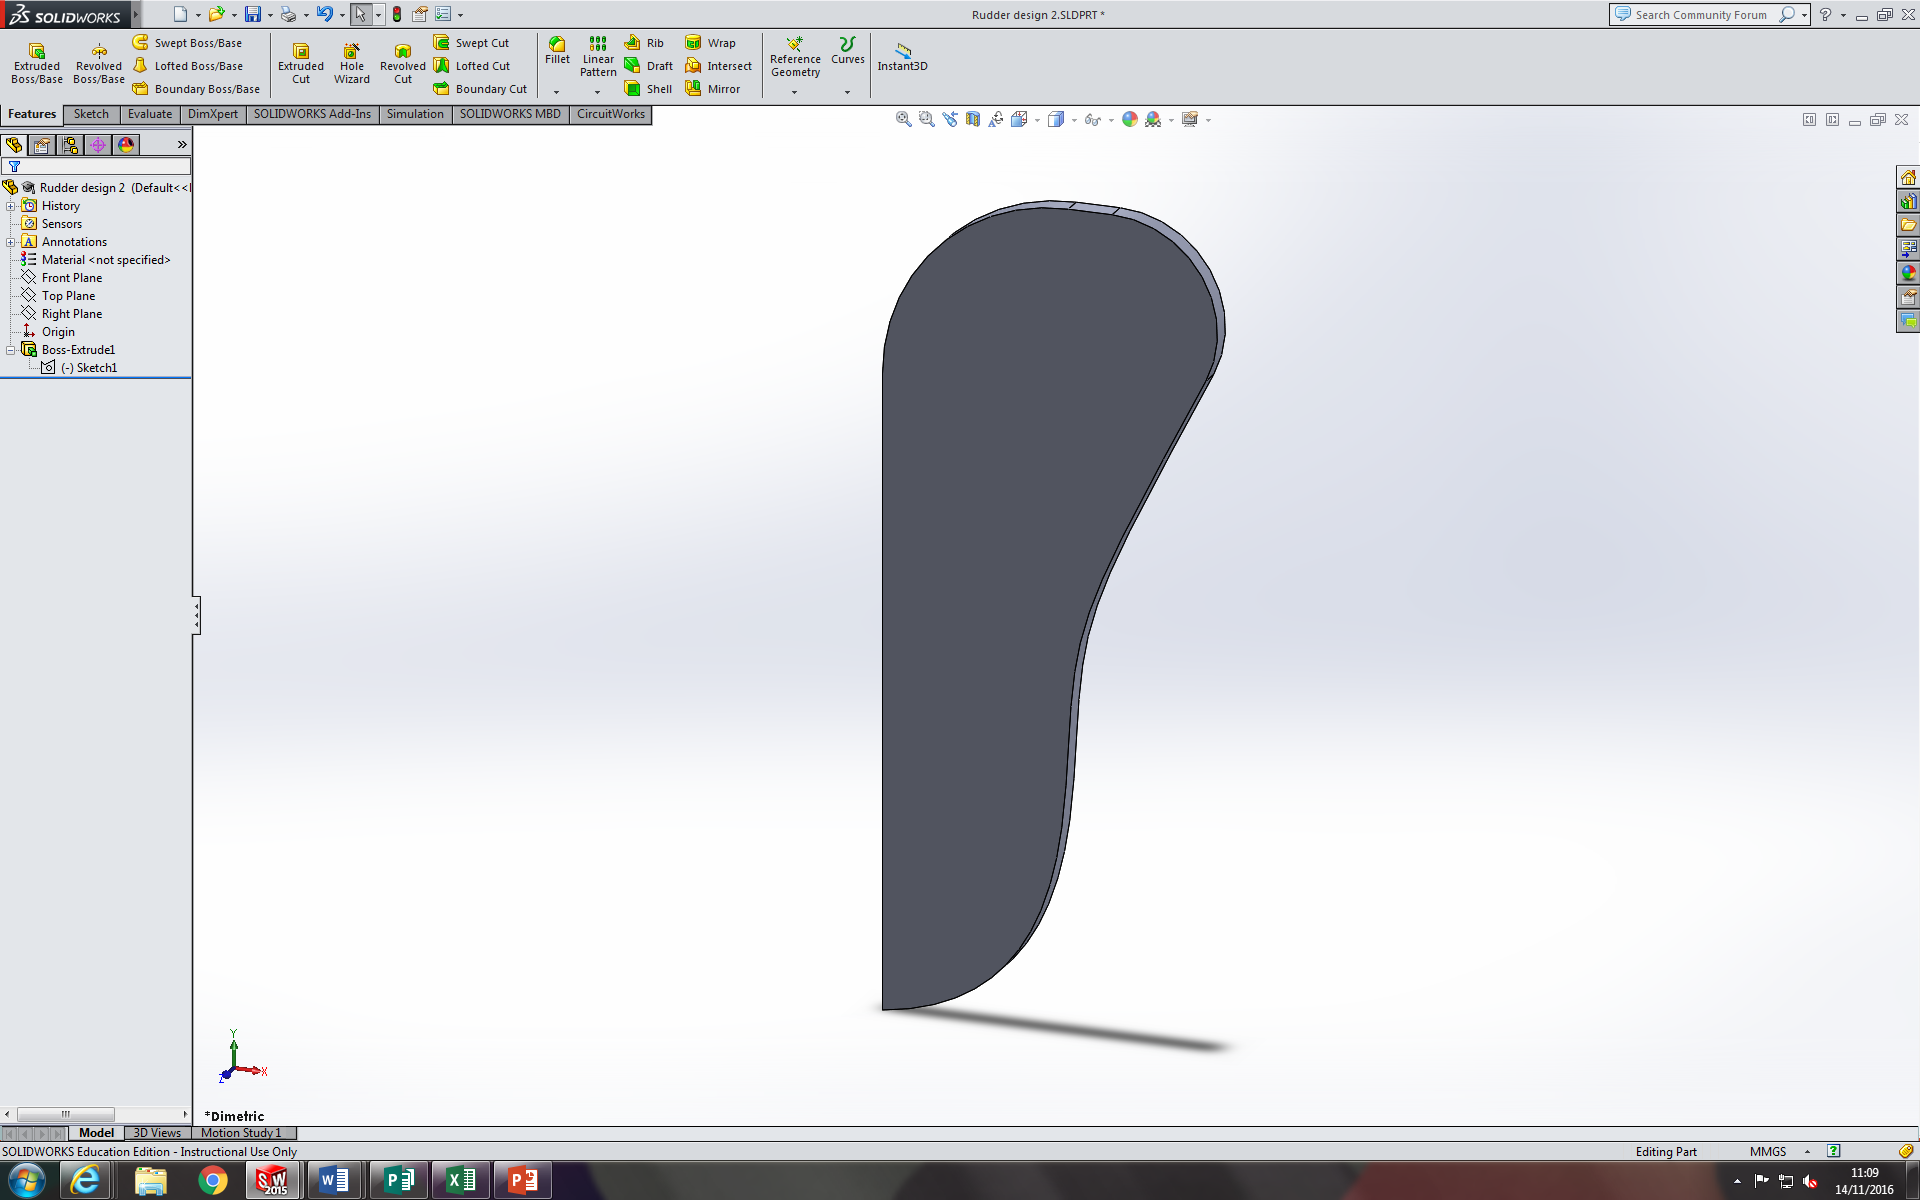 SOLIDWORKS
Rudder design 2.SLDPRT *
Search Community Forum
Extruded Boss/Base
Revolved Boss/Base
Swept Boss/Base
Lofted Boss/Base
Boundary Boss/Base
Extruded Cut
Hole Wizard
Revolved Cut
Swept Cut
Lofted Cut
Boundary Cut
Fillet
Linear Pattern
Rib
Draft
Shell
Wrap
Intersect
Mirror
Reference Geometry
Curves
Instant3D
Features Sketch Evaluate DimXpert SOLIDWORKS Add-Ins Simulation SOLIDWORKS MBD CircuitWorks
Rudder design 2 (Default<<
History
Sensors
Annotations
Material <not specified>
Front Plane
Top Plane
Right Plane
Origin
Boss-Extrude1
(-) Sketch1
Y
X
Z
*Dimetric
Model 3D Views Motion Study 1
SOLIDWORKS Education Edition - Instructional Use Only
Editing Part
MMGS
SW 2015
11:09
14/11/2016